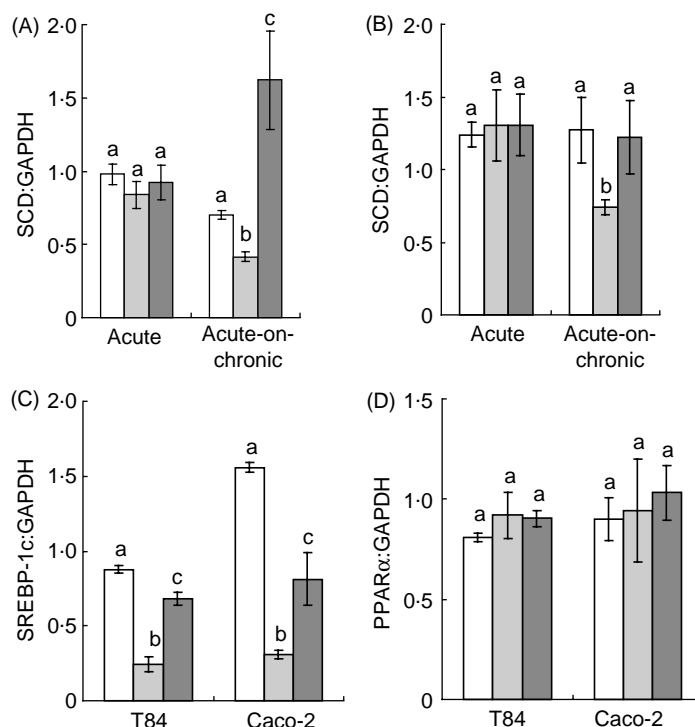 (A)
SCD:GAPDH
2·0
1·5
1·0
0·5
0
a
a
a
a
b
c
Acute
Acute-on-
chronic
(B)
SCD:GAPDH
2·0
1·5
1·0
0·5
0
a
a
a
a
b
a
Acute
Acute-on-
chronic
(C)
SREBP-1c:GAPDH
2·0
1·5
1·0
0·5
0
a
b
c
a
b
c
T84
Caco-2
(D)
PPARα:GAPDH
1·5
1·0
0·5
0
a
a
a
a
a
a
T84
Caco-2